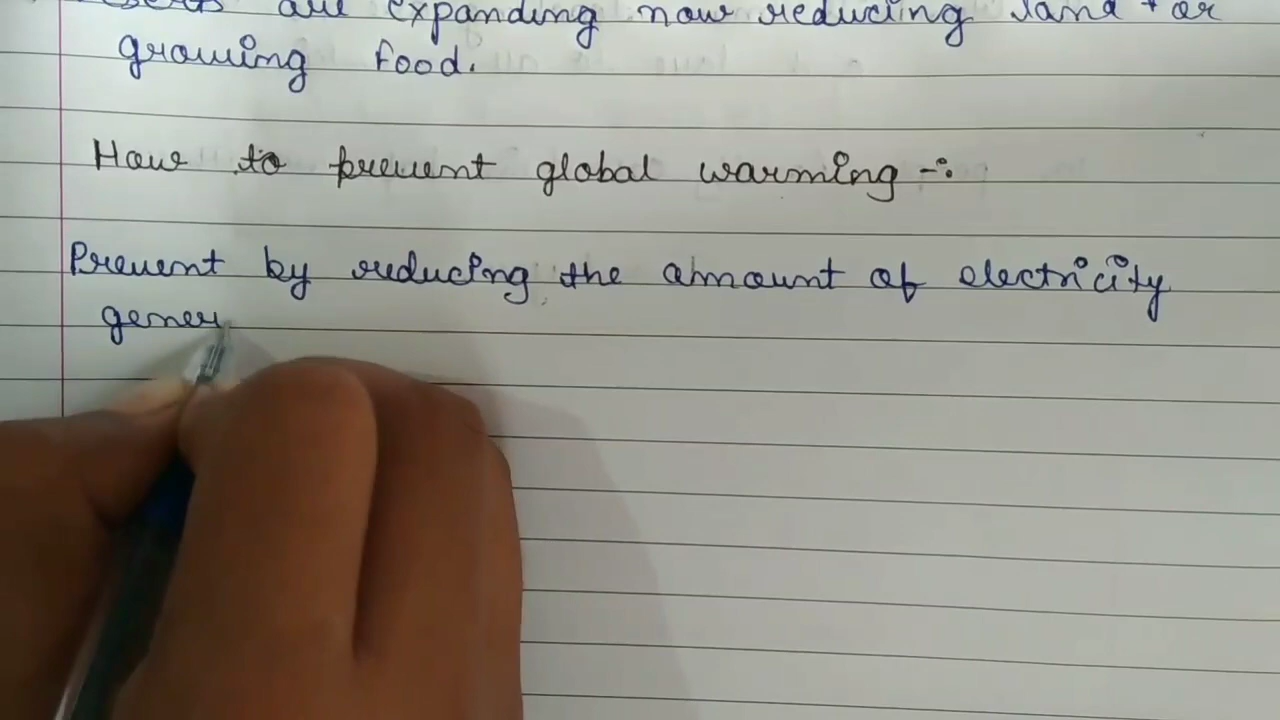 are expanding now reducing land for
growing food.
How to prevent global warming -:
Prevent by reducing the amount of electricity
gener